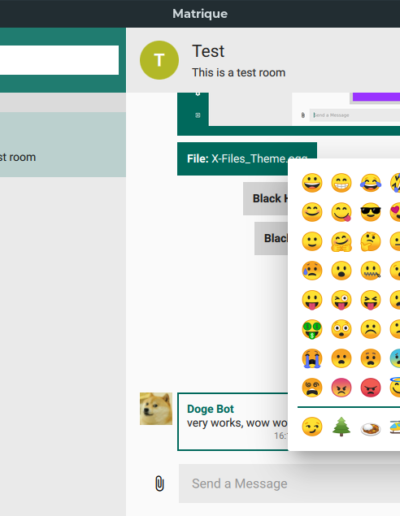 Matrique
T
Test
This is a test room
Send a Message
st room
File: X-Files_Theme.ogg
Black H
Black
Doge Bot
very works, wow wo
16:
Send a Message